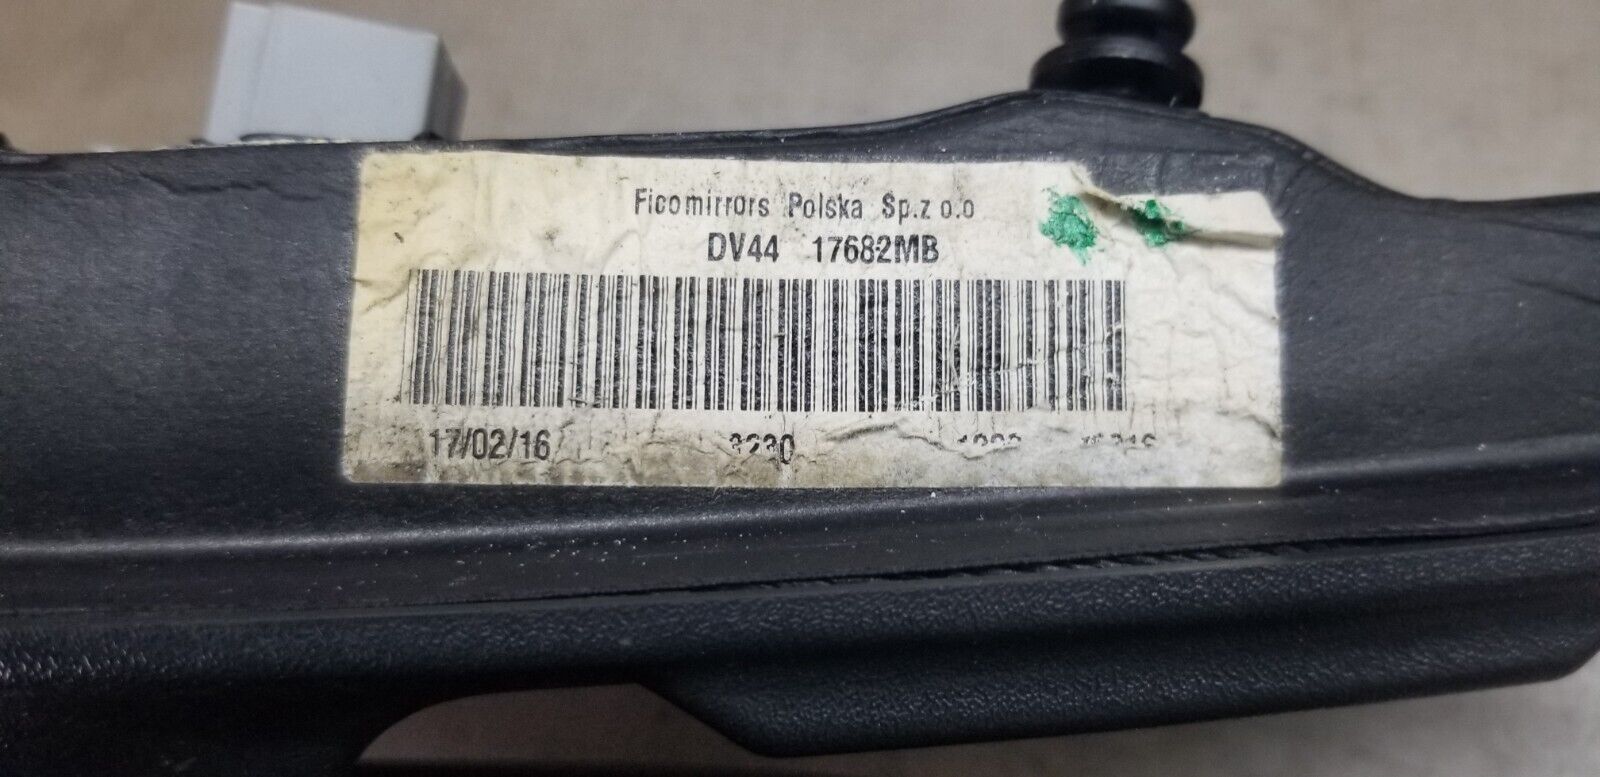 Ficomirrors Polska Sp.z o.o
DV44 17682MB
17/02/16